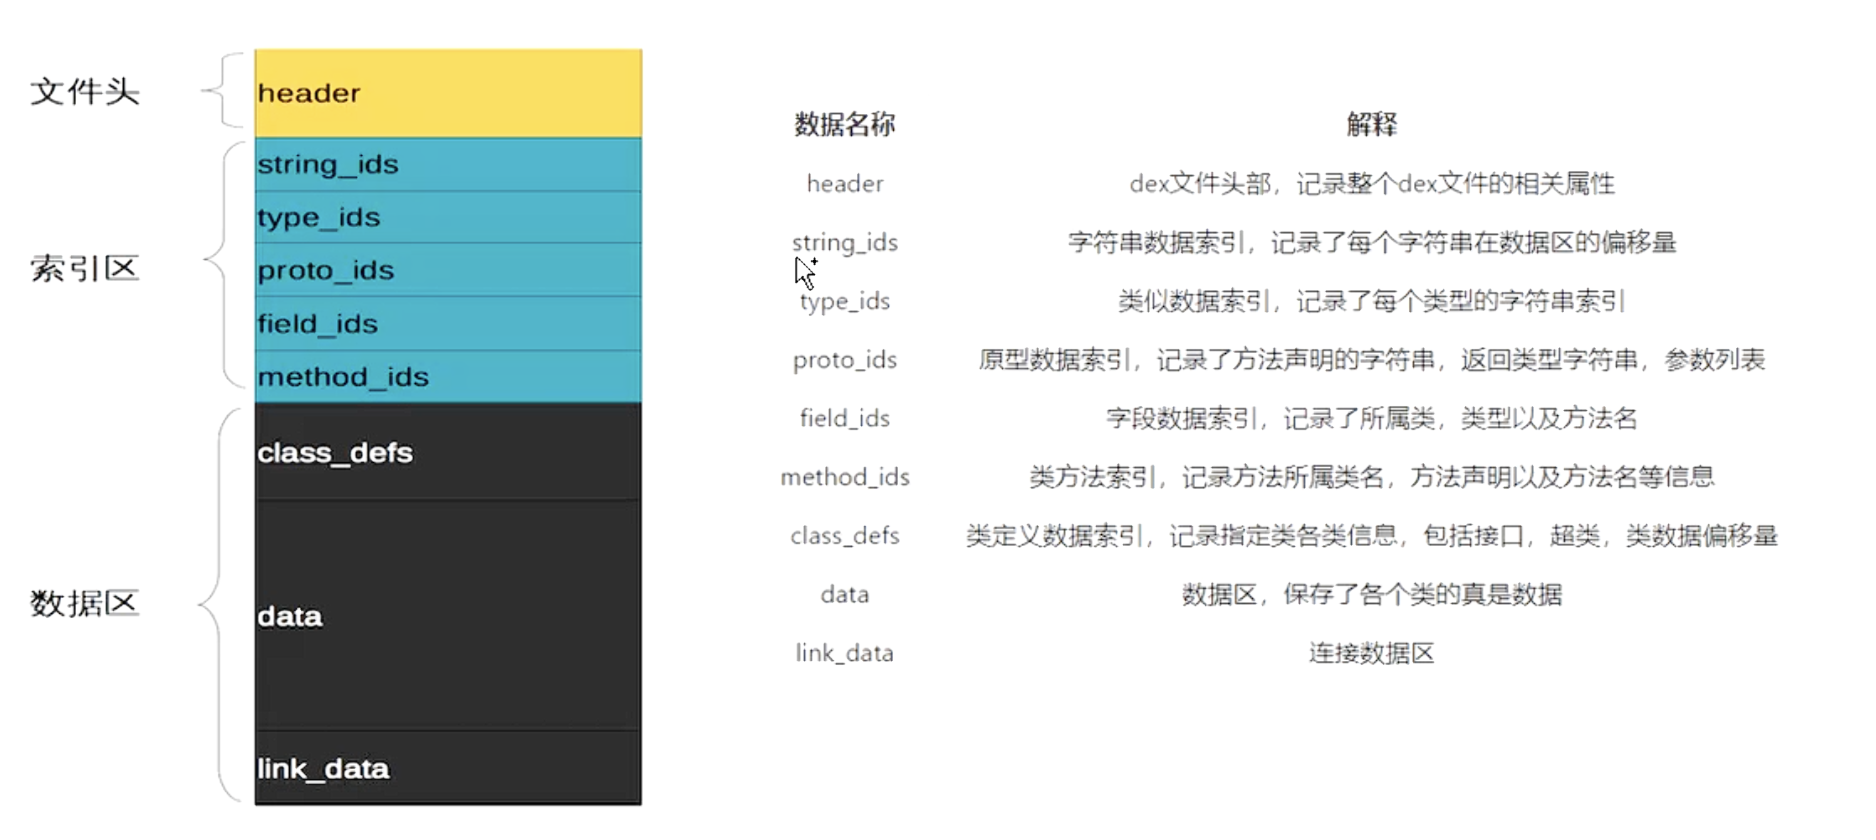 文件头
header
索引区
string_ids
type_ids
proto_ids
field_ids
method_ids
数据区
class_defs
data
link_data
数据名称 解释
header dex文件头部，记录整个dex文件的相关属性
string_ids 字符串数据索引，记录了每个字符串在数据区的偏移量
type_ids 类似数据索引，记录了每个类型的字符串索引
proto_ids 原型数据索引，记录了方法声明的字符串，返回类型字符串，参数列表
field_ids 字段数据索引，记录了所属类，类型以及方法名
method_ids 类方法索引，记录方法所属类名，方法声明以及方法名等信息
class_defs 类定义数据索引，记录指定类各类信息，包括接口，超类，类数据偏移量
data 数据区，保存了各个类的真是数据
link_data 连接数据区